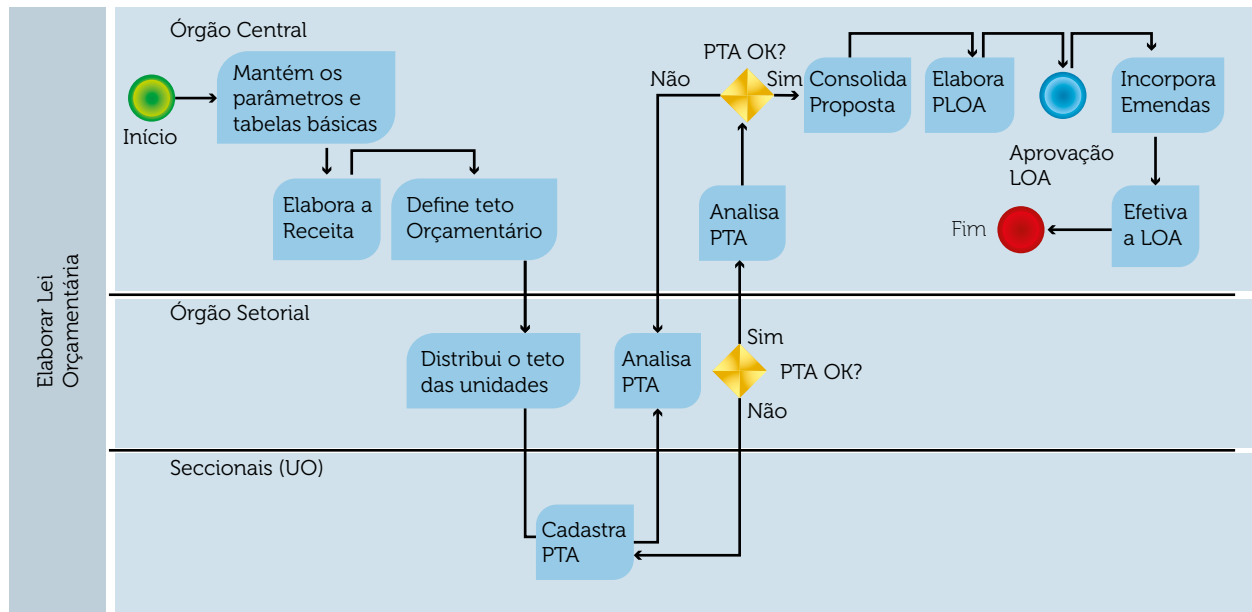 Elaborar Lei
Orçamentária
Órgão Central
Início
Mantém os
parâmetros e
tabelas básicas
Elabora a
Receita
Define teto
Orçamentário
PTA OK?
Não
Sim
Analisa
PTA
Consolida
Proposta
Elabora
PLOA
Aprovação
LOA
Incorpora
Emendas
Efetiva
a LOA
Fim
Órgão Setorial
Distribui o teto
das unidades
Analisa
PTA
Sim
PTA OK?
Não
Seccionais (UO)
Cadastra
PTA